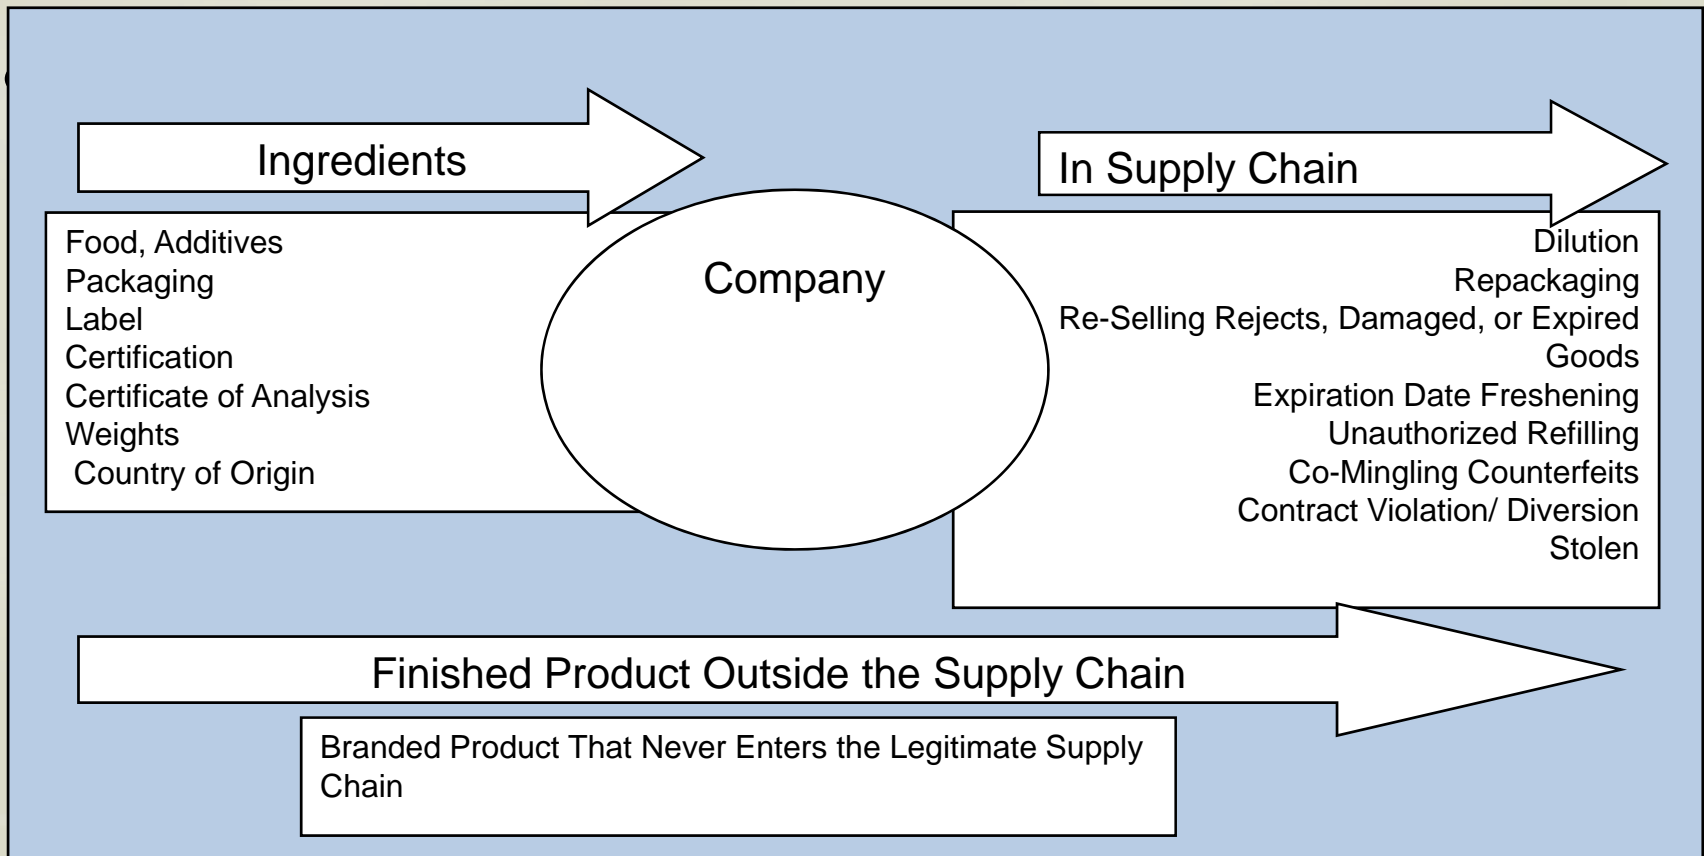 Ingredients
Food, Additives
Packaging
Label
Certification
Certificate of Analysis
Weights
Country of Origin
Company
In Supply Chain
Dilution
Repackaging
Re-Selling Rejects, Damaged, or Expired
Goods
Expiration Date Freshening
Unauthorized Refilling
Co-Mingling Counterfeits
Contract Violation/ Diversion
Stolen
Finished Product Outside the Supply Chain
Branded Product That Never Enters the Legitimate Supply
Chain